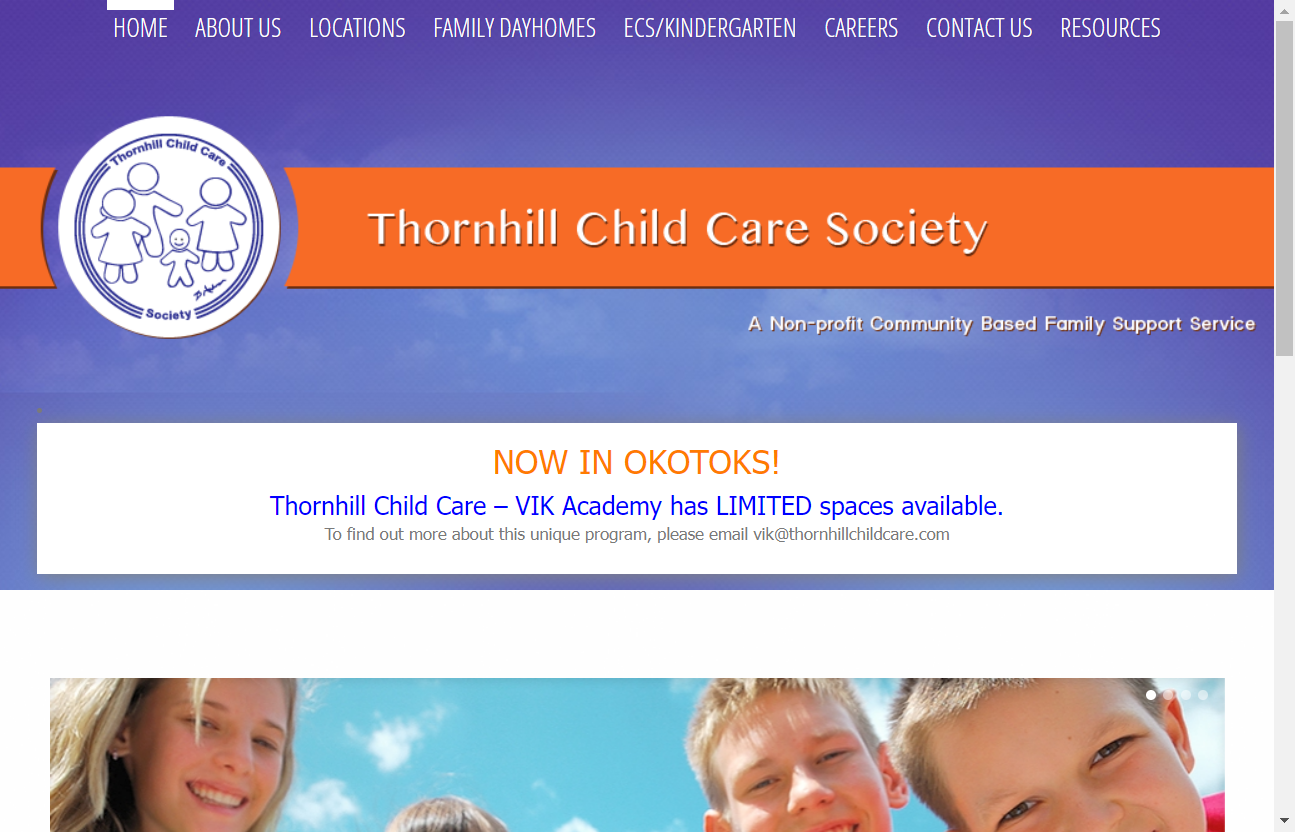 HOME ABOUT US LOCATIONS FAMILY DAYHOMES ECS/KINDERGARTEN CAREERS CONTACT US RESOURCES
Thornhill Child Care
Society
Thornhill Child Care Society
A Non-profit Community Based Family Support Service
NOW IN OKOTOKS!
Thornhill Child Care – VIK Academy has LIMITED spaces available.
To find out more about this unique program, please email vik@thornhillchildcare.com